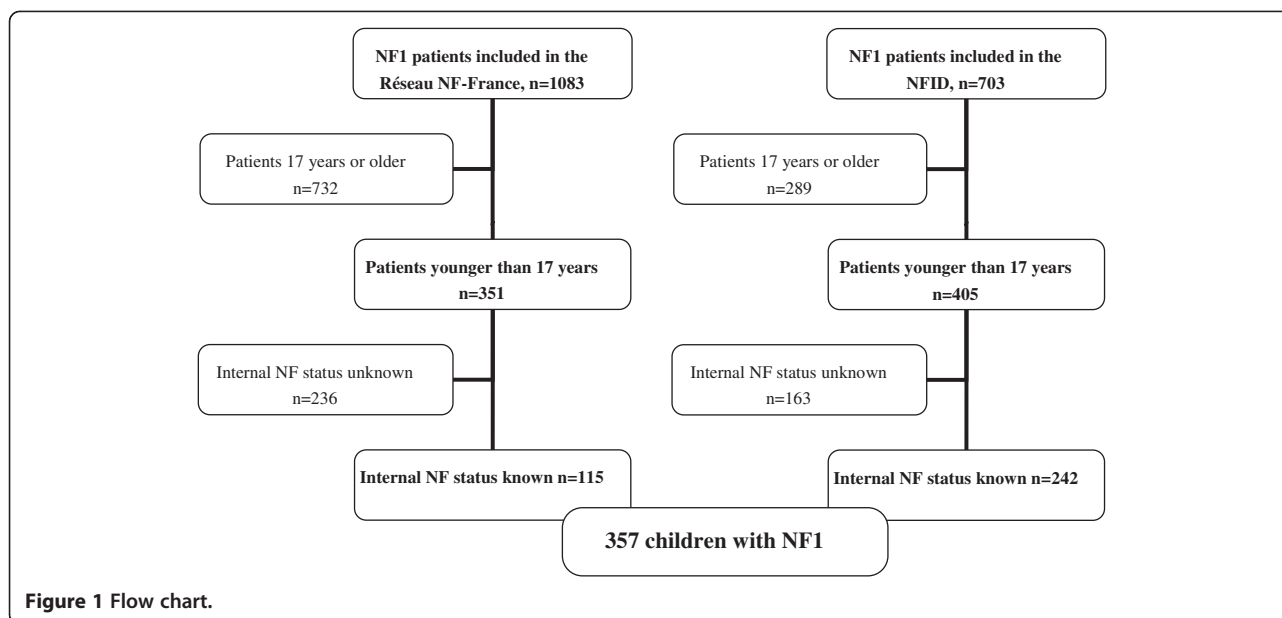 NF1 patients included in the
Réseau NF-France, n=1083
Patients 17 years or older
n=732
Patients younger than 17 years
n=351
Internal NF status unknown
n=236
Internal NF status known n=115
NF1 patients included in the
NFID, n=703
Patients 17 years or older
n=289
Patients younger than 17 years
n=405
Internal NF status unknown
n=163
Internal NF status known n=242
357 children with NF1
Figure 1 Flow chart.